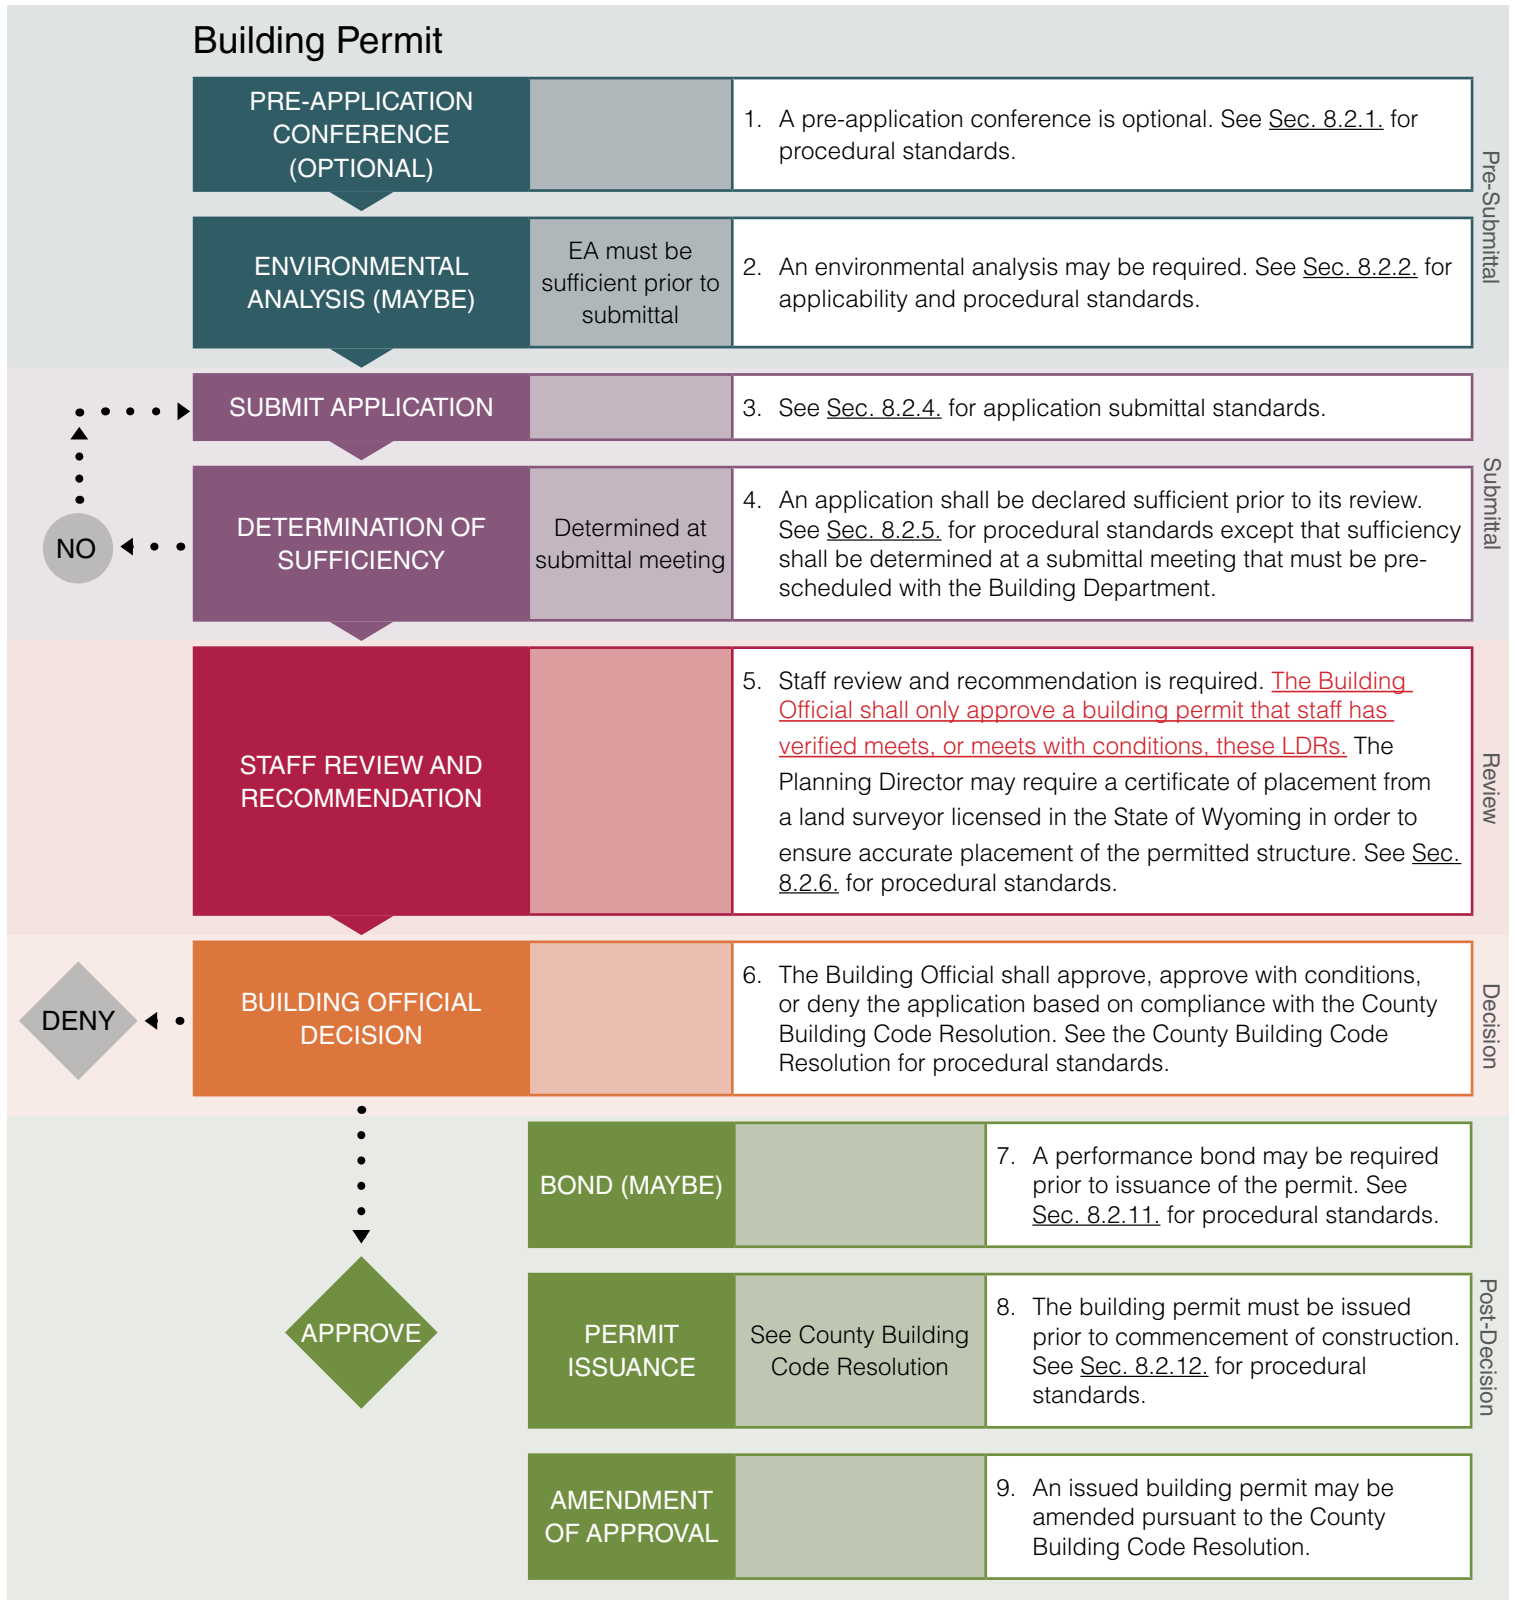 Building Permit
PRE-APPLICATION
CONFERENCE
(OPTIONAL)
1. A pre-application conference is optional. See Sec. 8.2.1. for
procedural standards.
Pre-Submittal
ENVIRONMENTAL
ANALYSIS (MAYBE)
EA must be
sufficient prior to
submittal
2. An environmental analysis may be required. See Sec. 8.2.2. for
applicability and procedural standards.
SUBMIT APPLICATION
3. See Sec. 8.2.4. for application submittal standards.
Submittal
NO
DETERMINATION OF
SUFFICIENCY
Determined at
submittal meeting
4. An application shall be declared sufficient prior to its review.
See Sec. 8.2.5. for procedural standards except that sufficiency
shall be determined at a submittal meeting that must be pre-
scheduled with the Building Department.
STAFF REVIEW AND
RECOMMENDATION
5. Staff review and recommendation is required. The Building
Official shall only approve a building permit that staff has
verified meets, or meets with conditions, these LDRs. The
Planning Director may require a certificate of placement from
a land surveyor licensed in the State of Wyoming in order to
ensure accurate placement of the permitted structure. See Sec.
8.2.6. for procedural standards.
Review
DENY
BUILDING OFFICIAL
DECISION
6. The Building Official shall approve, approve with conditions,
or deny the application based on compliance with the County
Building Code Resolution. See the County Building Code
Resolution for procedural standards.
Decision
APPROVE
BOND (MAYBE)
7. A performance bond may be required
prior to issuance of the permit. See
Sec. 8.2.11. for procedural standards.
PERMIT
ISSUANCE
See County Building
Code Resolution
8. The building permit must be issued
prior to commencement of construction.
See Sec. 8.2.12. for procedural
standards.
Post-Decision
AMENDMENT
OF APPROVAL
9. An issued building permit may be
amended pursuant to the County
Building Code Resolution.